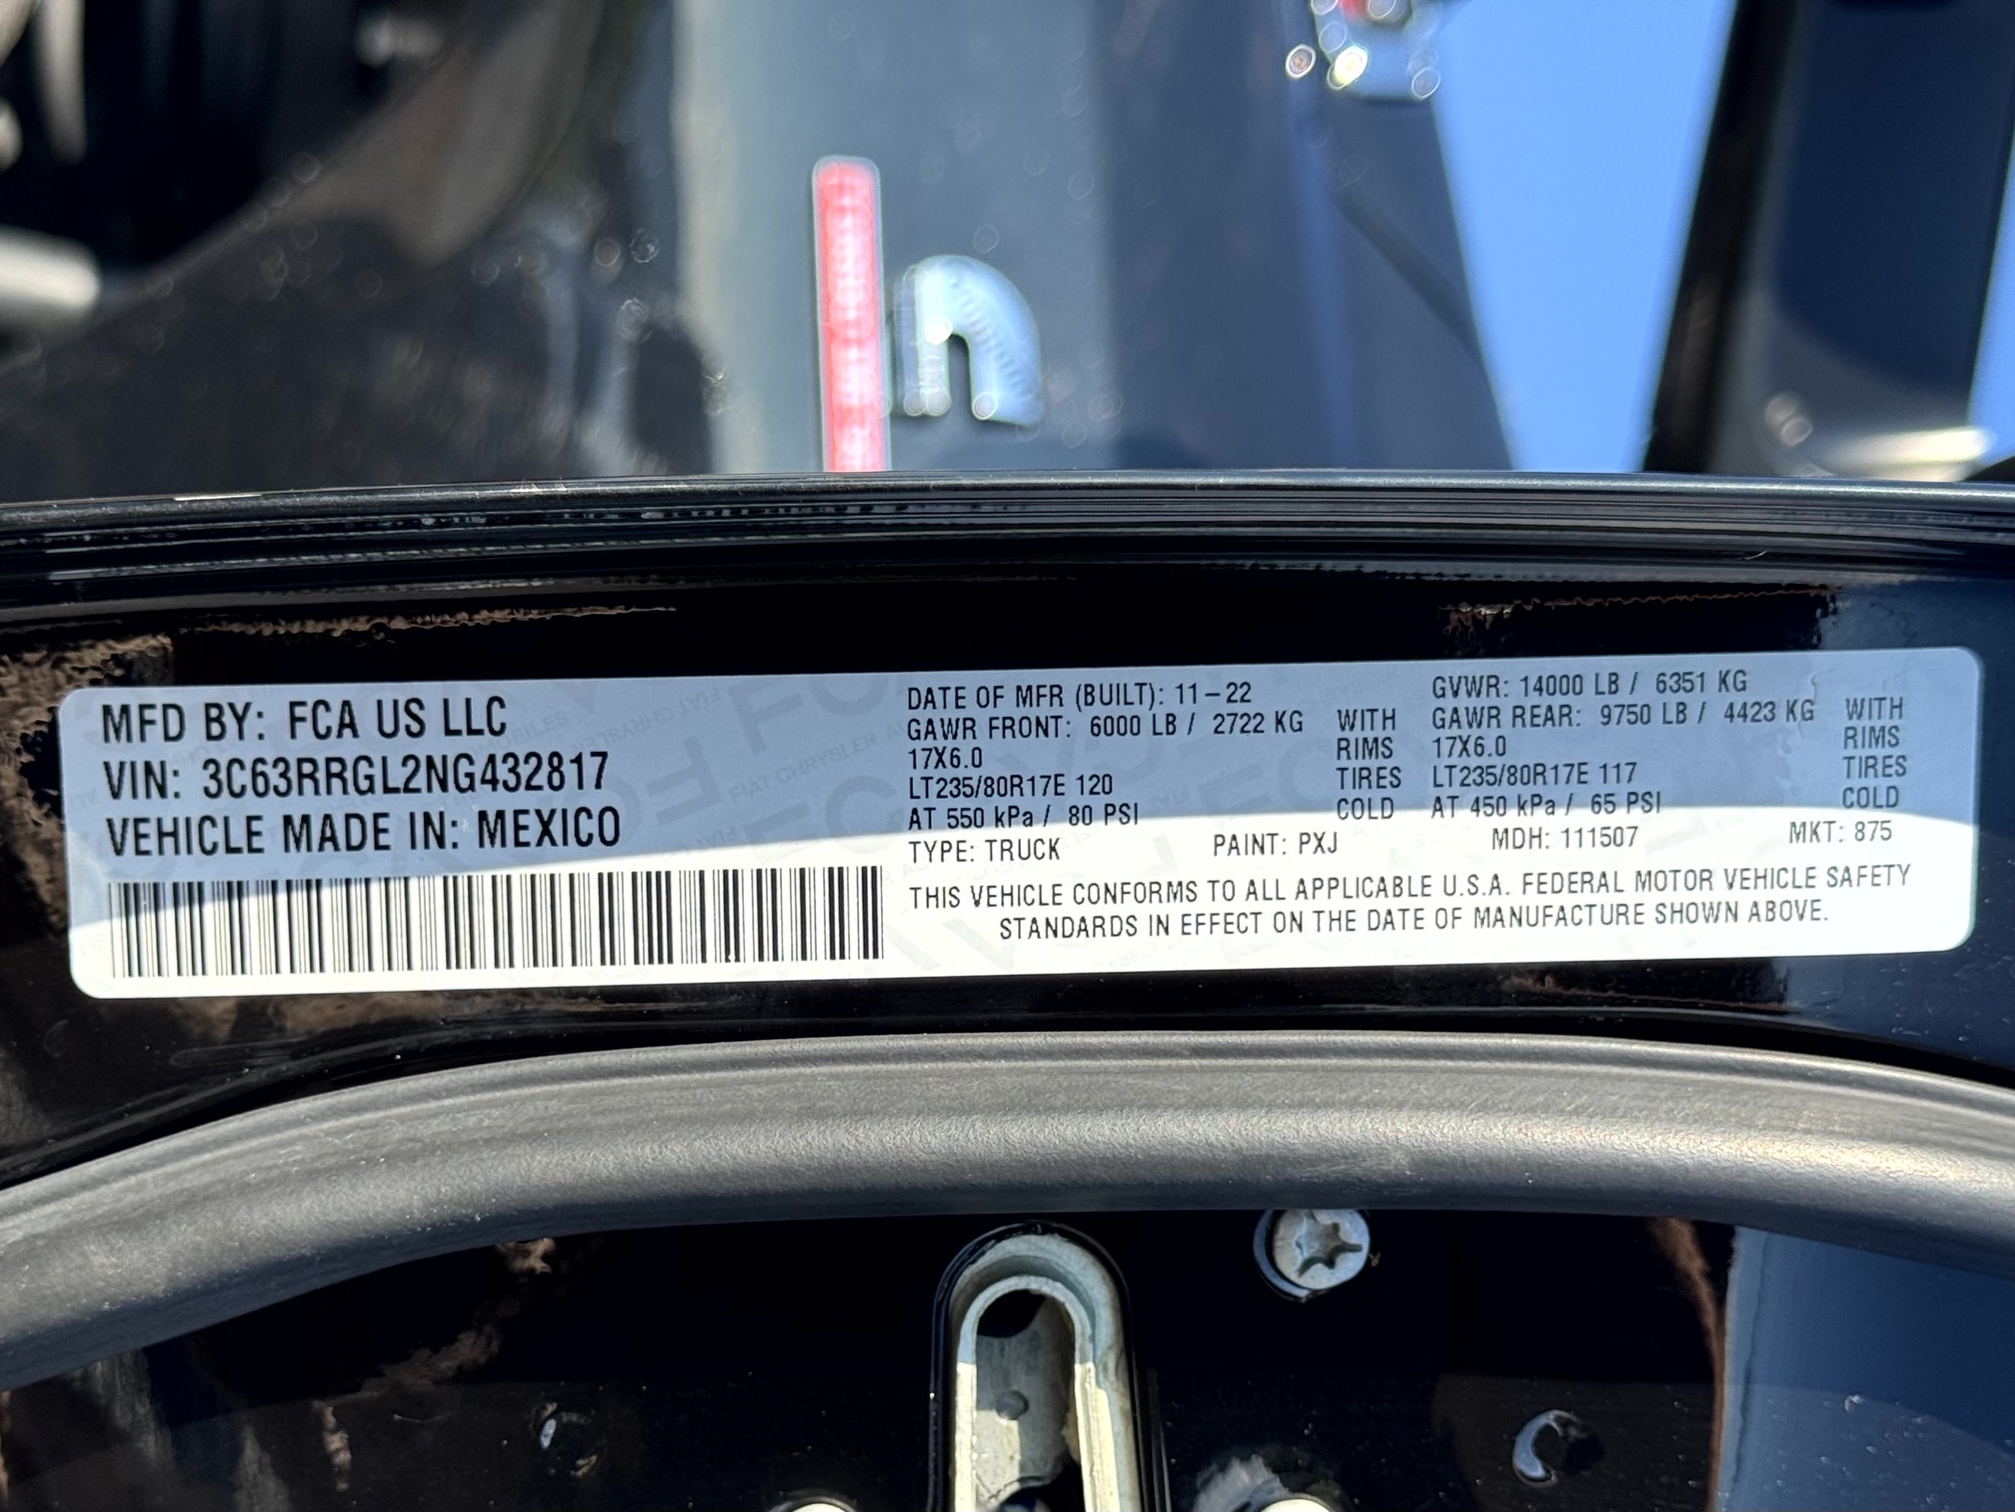 MFD BY: FCA US LLC
VIN: 3C63RRGL2NG432817
VEHICLE MADE IN: MEXICO
DATE OF MFR (BUILT): 11-22
GAWR FRONT: 6000 LB / 2722 KG WITH
17X6.0 RIMS
LT235/80R17E 120 TIRES
AT 550 kPa / 80 PSI COLD
GVWR: 14000 LB / 6351 KG
GAWR REAR: 9750 LB / 4423 KG WITH
17X6.0 RIMS
LT235/80R17E 117 TIRES
AT 450 kPa / 65 PSI COLD
TYPE: TRUCK PAINT: PXJ MDH: 111507 MKT: 875
THIS VEHICLE CONFORMS TO ALL APPLICABLE U.S.A. FEDERAL MOTOR VEHICLE SAFETY
STANDARDS IN EFFECT ON THE DATE OF MANUFACTURE SHOWN ABOVE.